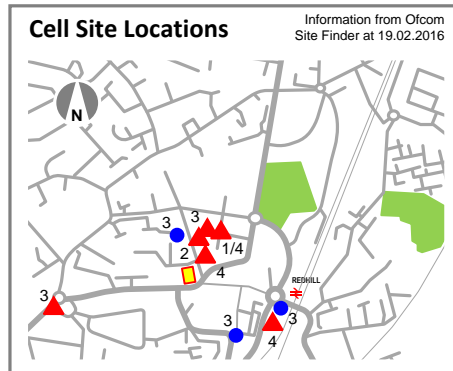 Cell Site Locations
Information from Ofcom
Site Finder at 19.02.2016
N
3
3
1/4
2
4
REDHILL
3
3
3
4